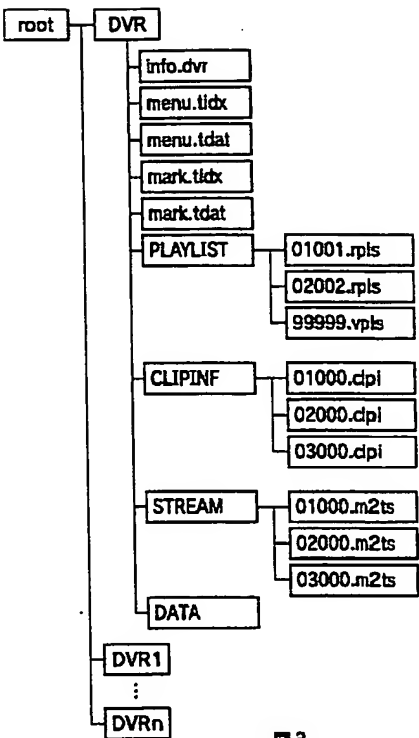 root DVR
info.dvr
menu.tidx
menu.tdat
mark.tidx
mark.tdat
PLAYLIST 01001.rpls
02002.rpls
99999.vpls
CLIPINF 01000.clpi
02000.clpi
03000.clpi
STREAM 01000.m2ts
02000.m2ts
03000.m2ts
DATA
DVR1
⋮
DVRn